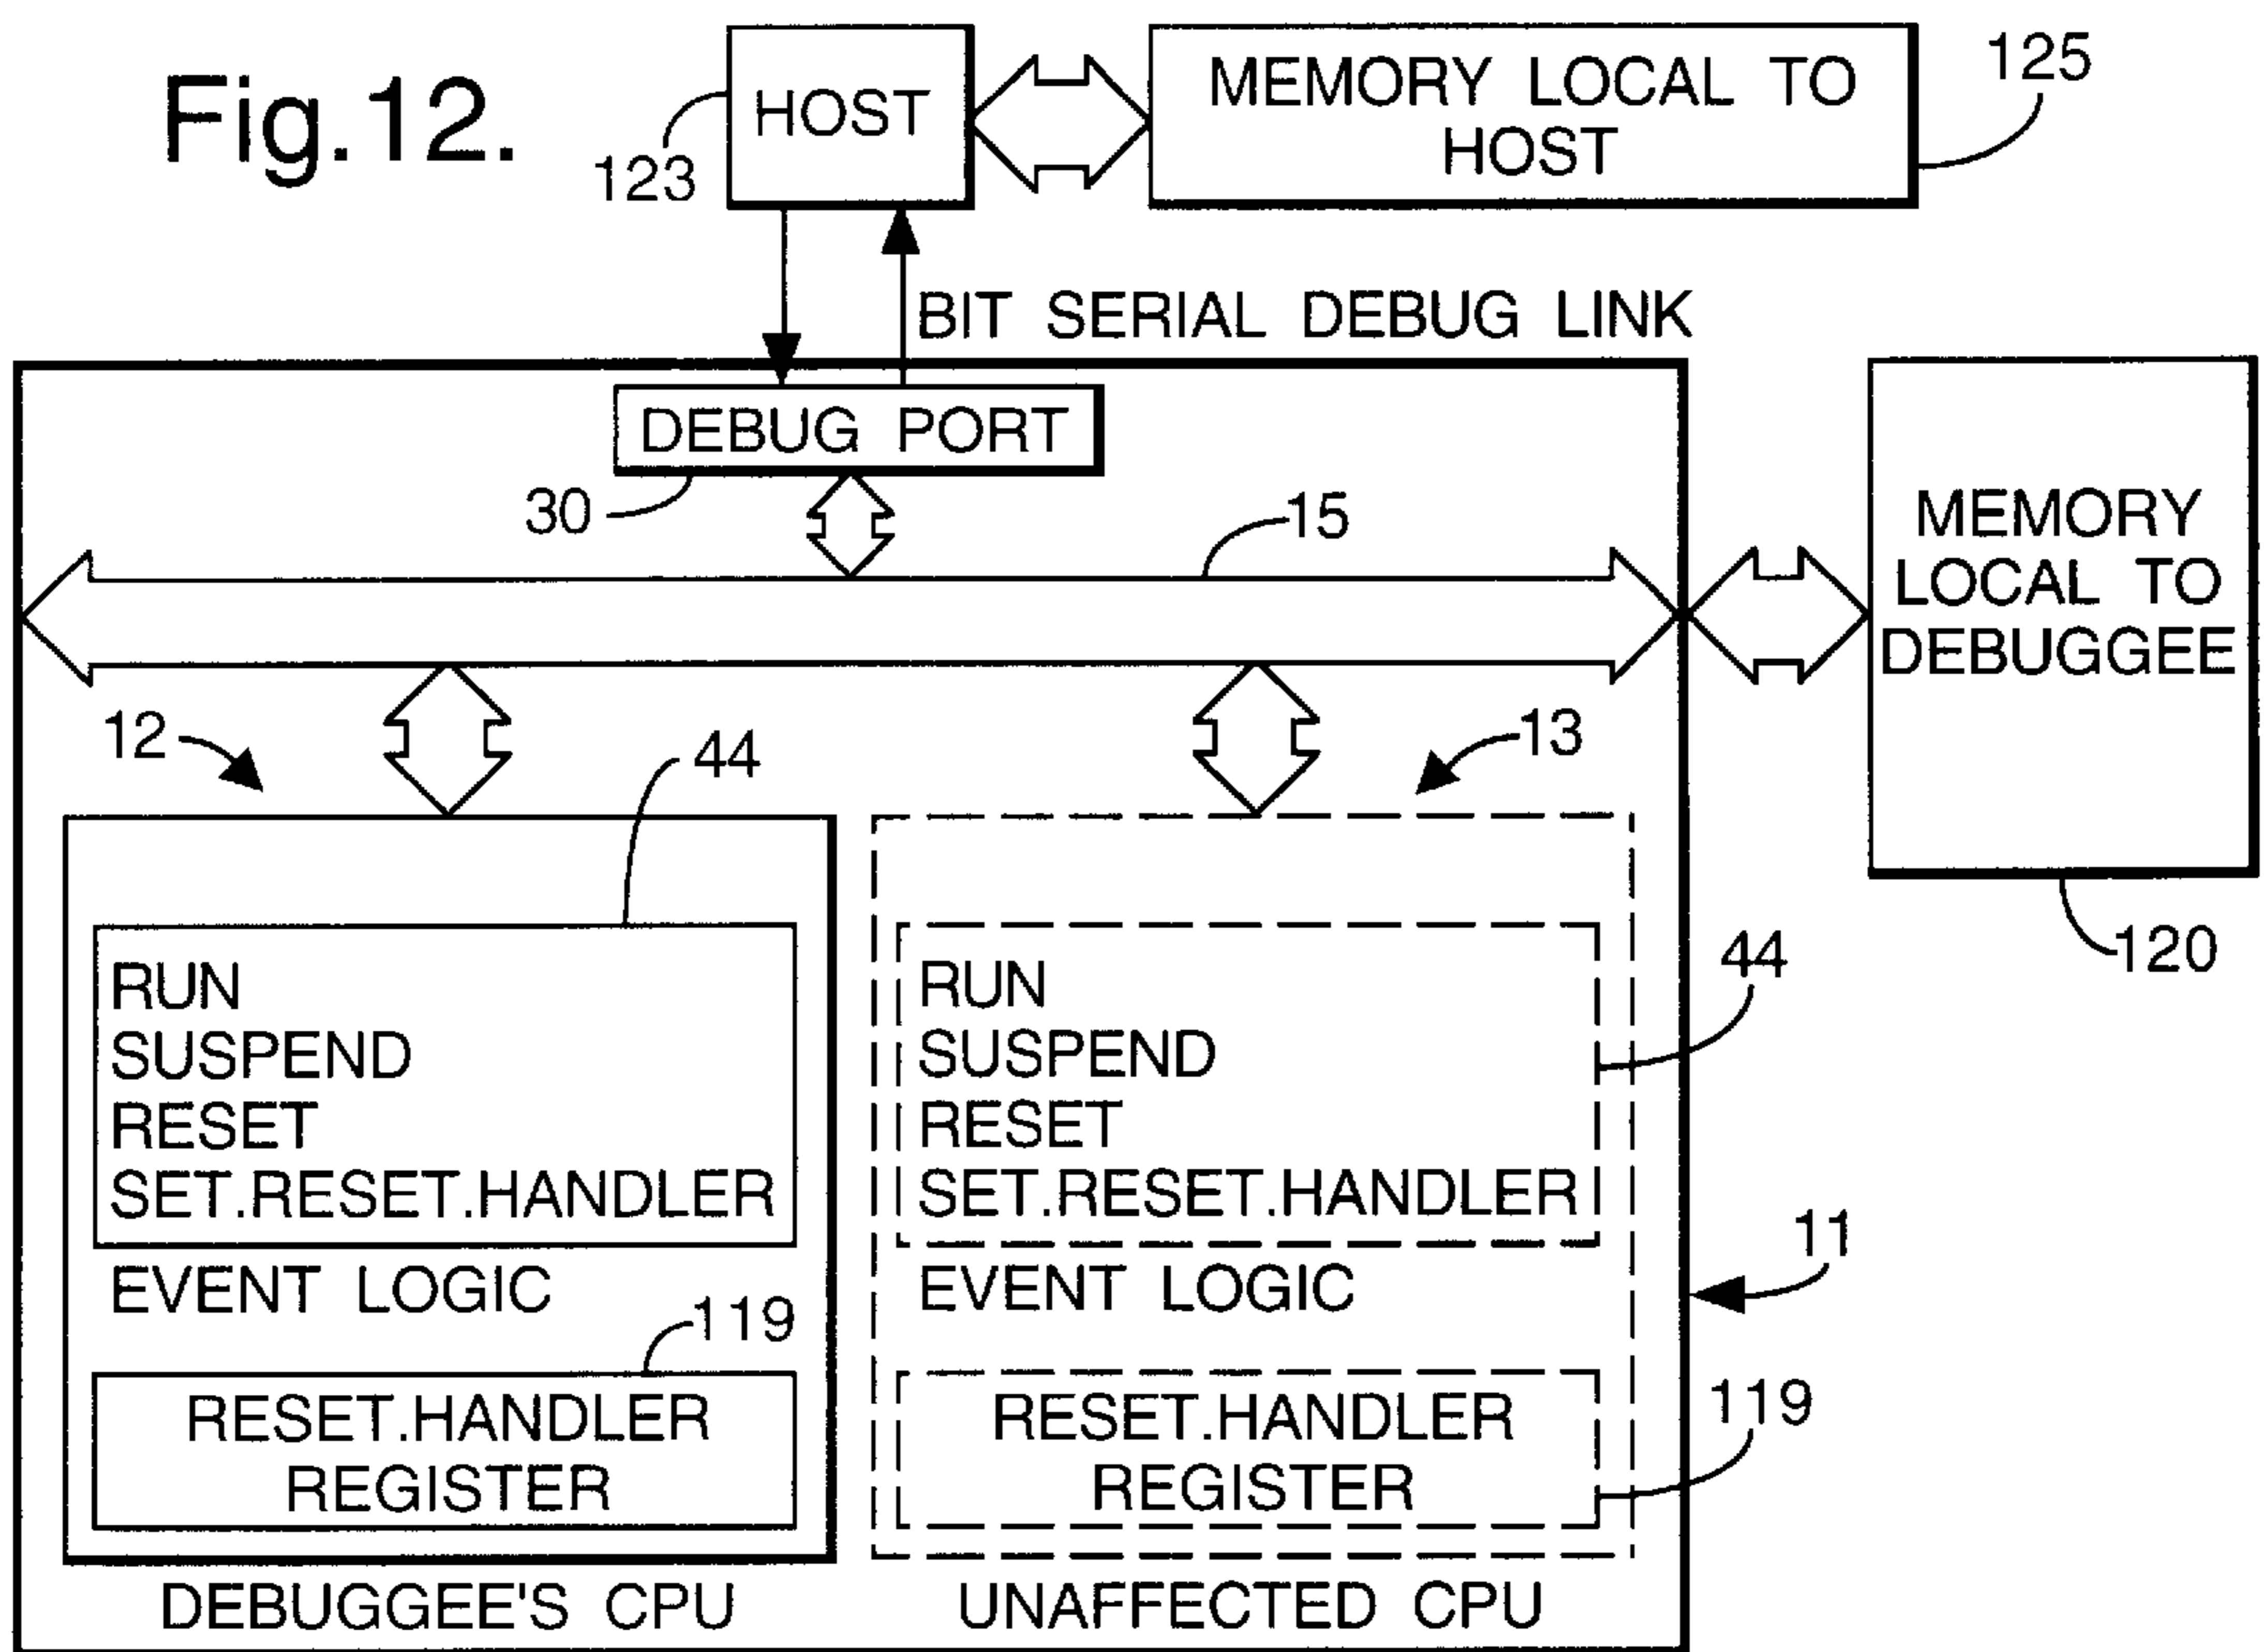 Fig.12.
123
HOST
MEMORY LOCAL TO
HOST
125
BIT SERIAL DEBUG LINK
DEBUG PORT
30
15
MEMORY
LOCAL TO
DEBUGGEE
120
12
44
13
RUN
SUSPEND
RESET
SET.RESET.HANDLER
EVENT LOGIC
119
RESET.HANDLER
REGISTER
DEBUGGEE'S CPU
RUN
SUSPEND
RESET
SET.RESET.HANDLER
EVENT LOGIC
44
11
RESET.HANDLER
REGISTER
119
UNAFFECTED CPU